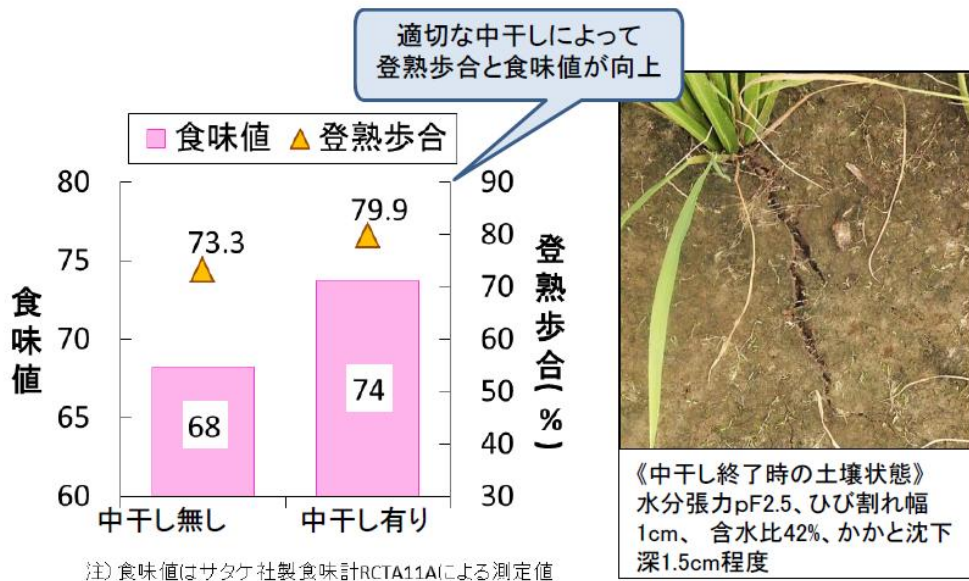 適切な中干しによって
登熟歩合と食味値が向上
食味値 登熟歩合
80
75
70
65
60
食味値
73.3
79.9
68
74
90
80
70
60
50
40
30
登熟歩合(%)
中干し無し 中干し有り
注) 食味値はサタケ社製食味計RCTA11Aによる測定値
《中干し終了時の土壌状態》
水分張力pF2.5、ひび割れ幅
1cm、 含水比42%、かかと沈下
深1.5cm程度